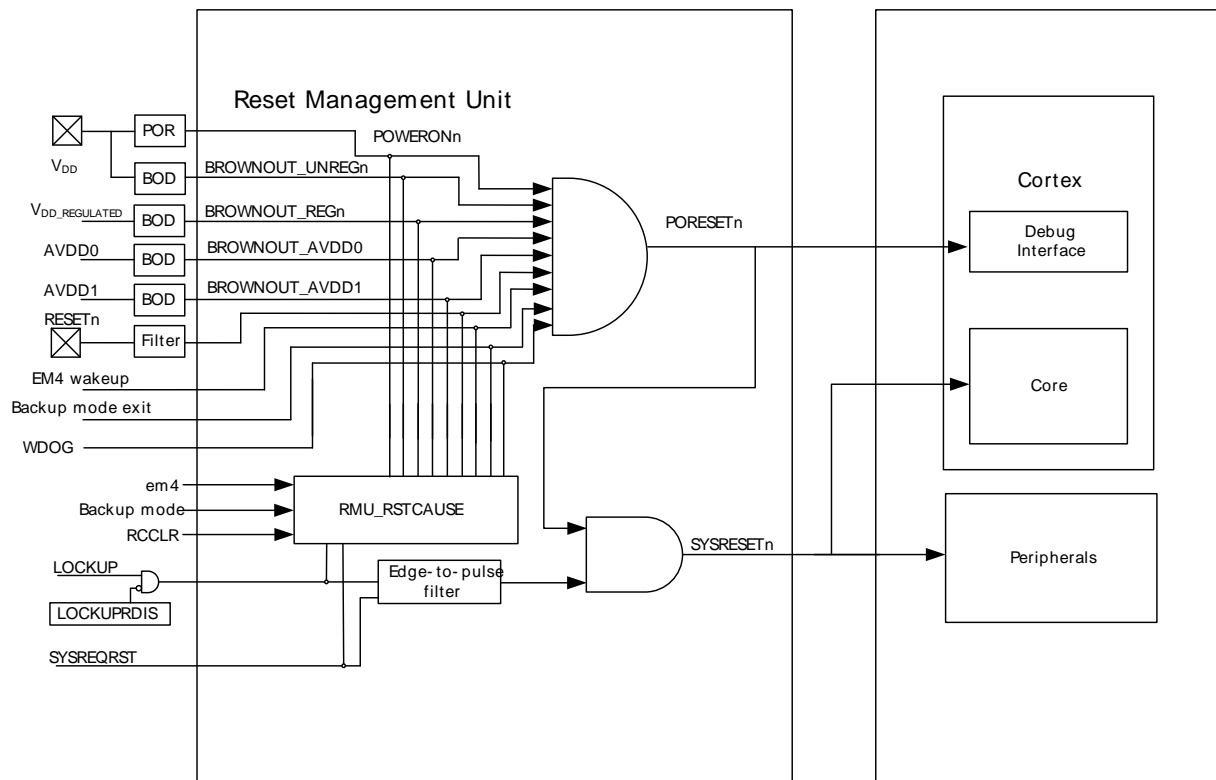 Reset Management Unit
POR
POWERONn
VDD
BOD
BROWNOUT_UNREGn
Cortex
VDD_REGULATED
BOD
BROWNOUT_REGn
PORESETn
Debug
Interface
AVDD0
BOD
BROWNOUT_AVDD0
AVDD1
BOD
BROWNOUT_AVDD1
RESETn
Filter
EM4 wakeup
Core
Backup mode exit
WDOG
em4
Backup mode
RMU_RSTCAUSE
RCCLR
SYSRESETn
Peripherals
LOCKUP
Edge-to-pulse
filter
LOCKUPRDIS
SYSREQRST